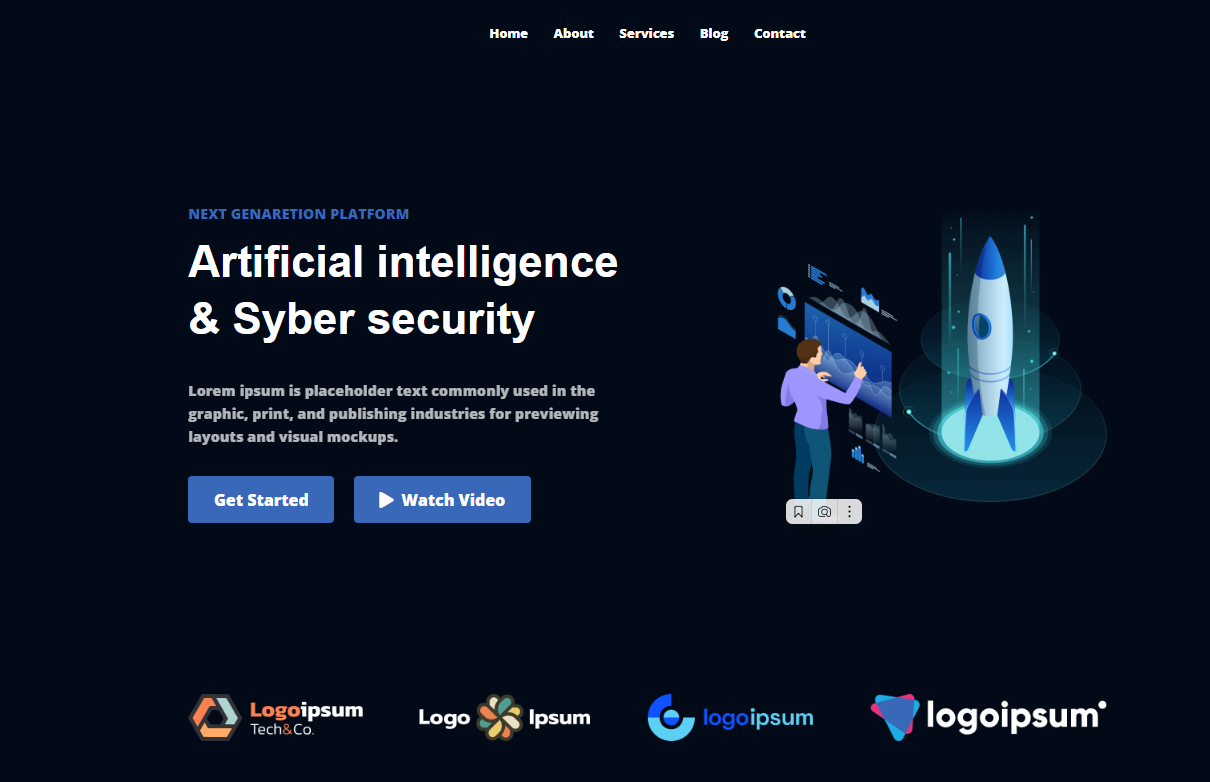 Home About Services Blog Contact
NEXT GENARETION PLATFORM
Artificial intelligence
& Syber security
Lorem ipsum is placeholder text commonly used in the
graphic, print, and publishing industries for previewing
layouts and visual mockups.
Get Started Watch Video
Logoipsum
Tech&Co.
Logo Ipsum
logoipsum
logoipsum